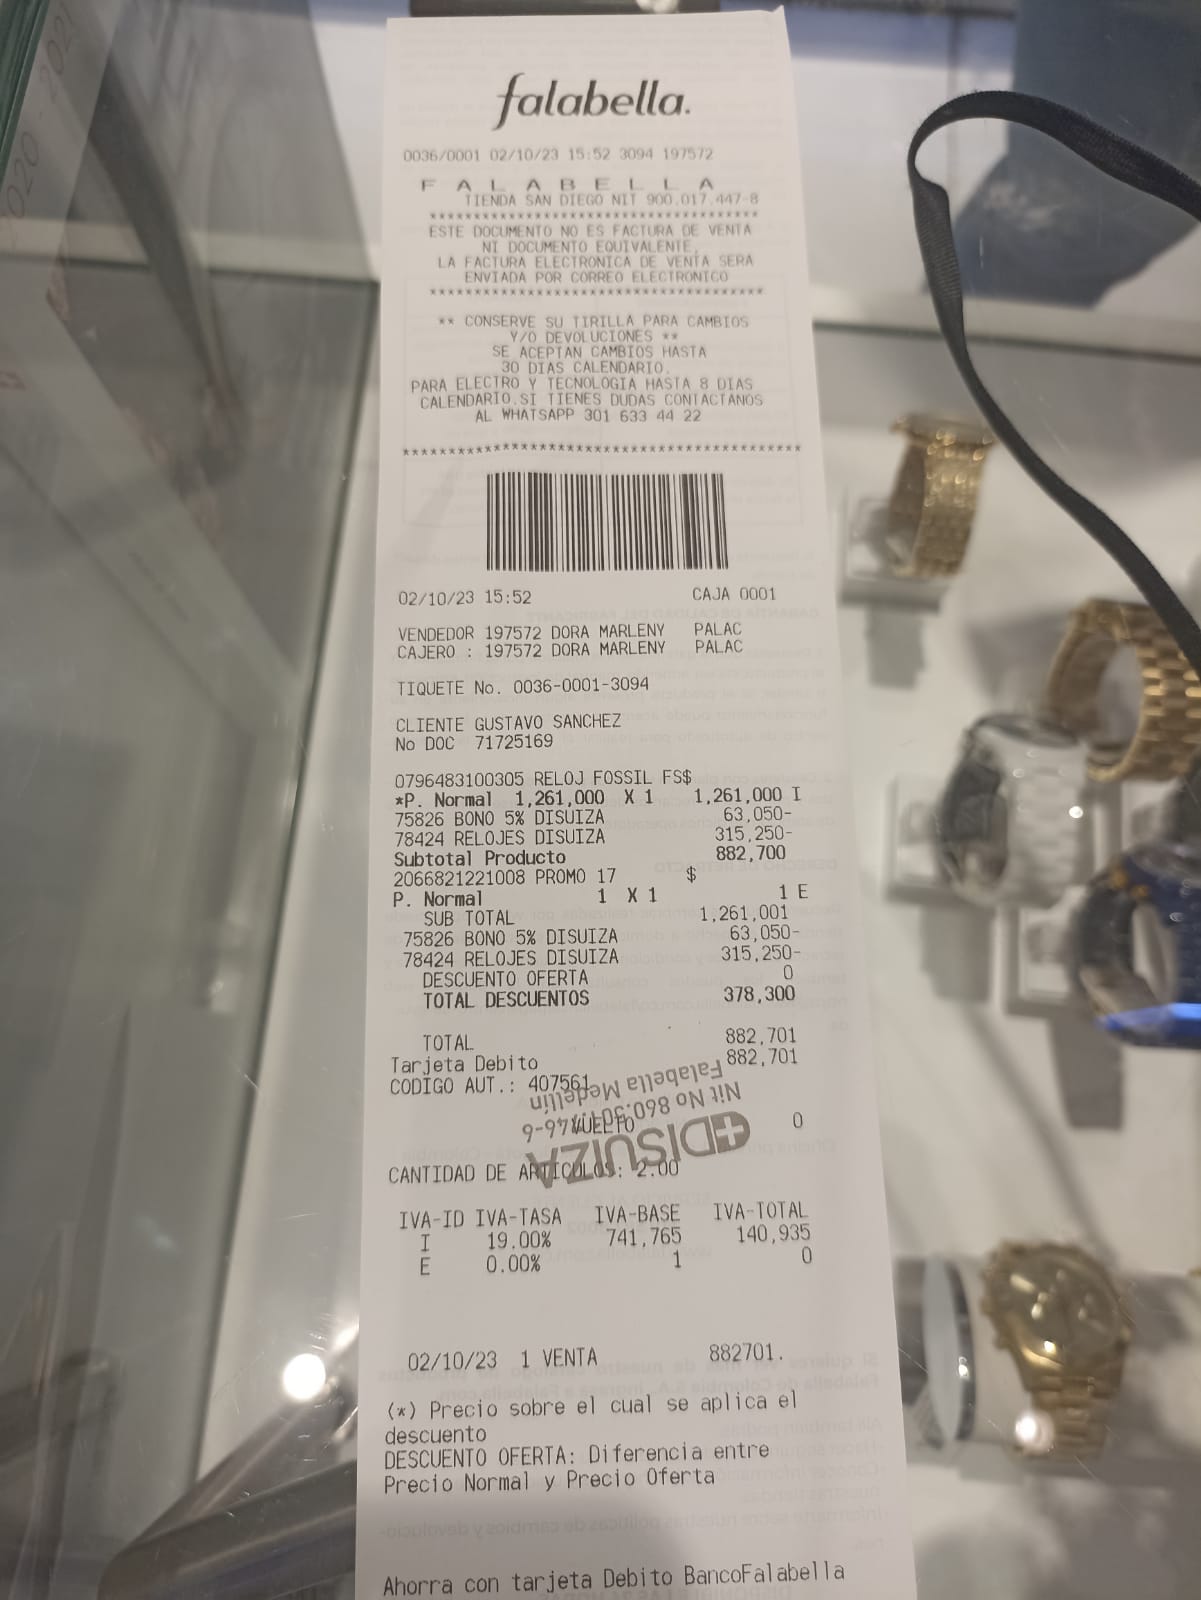 falabella.
0036/0001 02/10/23 15:52 3094 197572
F A L A B E L L A
TIENDA SAN DIEGO NIT 900.017.447-8
****************************************
ESTE DOCUMENTO NO ES FACTURA DE VENTA
NI DOCUMENTO EQUIVALENTE,
LA FACTURA ELECTRONICA DE VENTA SERA
ENVIADA POR CORREO ELECTRONICO
****************************************
** CONSERVE SU TIRILLA PARA CAMBIOS
Y/O DEVOLUCIONES **
SE ACEPTAN CAMBIOS HASTA
30 DIAS CALENDARIO.
PARA ELECTRO Y TECNOLOGIA HASTA 8 DIAS
CALENDARIO.SI TIENES DUDAS CONTACTANOS
AL WHATSAPP 301 633 44 22
****************************************
02/10/23 15:52 CAJA 0001
VENDEDOR 197572 DORA MARLENY PALAC
CAJERO : 197572 DORA MARLENY PALAC
TIQUETE No. 0036-0001-3094
CLIENTE GUSTAVO SANCHEZ
No DOC 71725169
0796483100305 RELOJ FOSSIL FS$
*P. Normal 1,261,000 X 1 1,261,000 I
75826 BONO 5% DISUIZA 63,050-
78424 RELOJES DISUIZA 315,250-
Subtotal Producto 882,700
2066821221008 PROMO 17 $
P. Normal 1 X 1 1 E
SUB TOTAL 1,261,001
75826 BONO 5% DISUIZA 63,050-
78424 RELOJES DISUIZA 315,250-
DESCUENTO OFERTA 0
TOTAL DESCUENTOS 378,300
TOTAL 882,701
Tarjeta Debito 882,701
CODIGO AUT.: 407561
VUELTO 0
CANTIDAD DE ARTICULOS: 2.00
DISUIZA
Nit No 860.
46-6
Falabella Medellin
IVA-ID IVA-TASA IVA-BASE IVA-TOTAL
I 19.00% 741,765 140,935
E 0.00% 1 0
02/10/23 1 VENTA 882701.
(*) Precio sobre el cual se aplica el
descuento
DESCUENTO OFERTA: Diferencia entre
Precio Normal y Precio Oferta
Ahorra con tarjeta Debito BancoFalabella
2020 - 2021